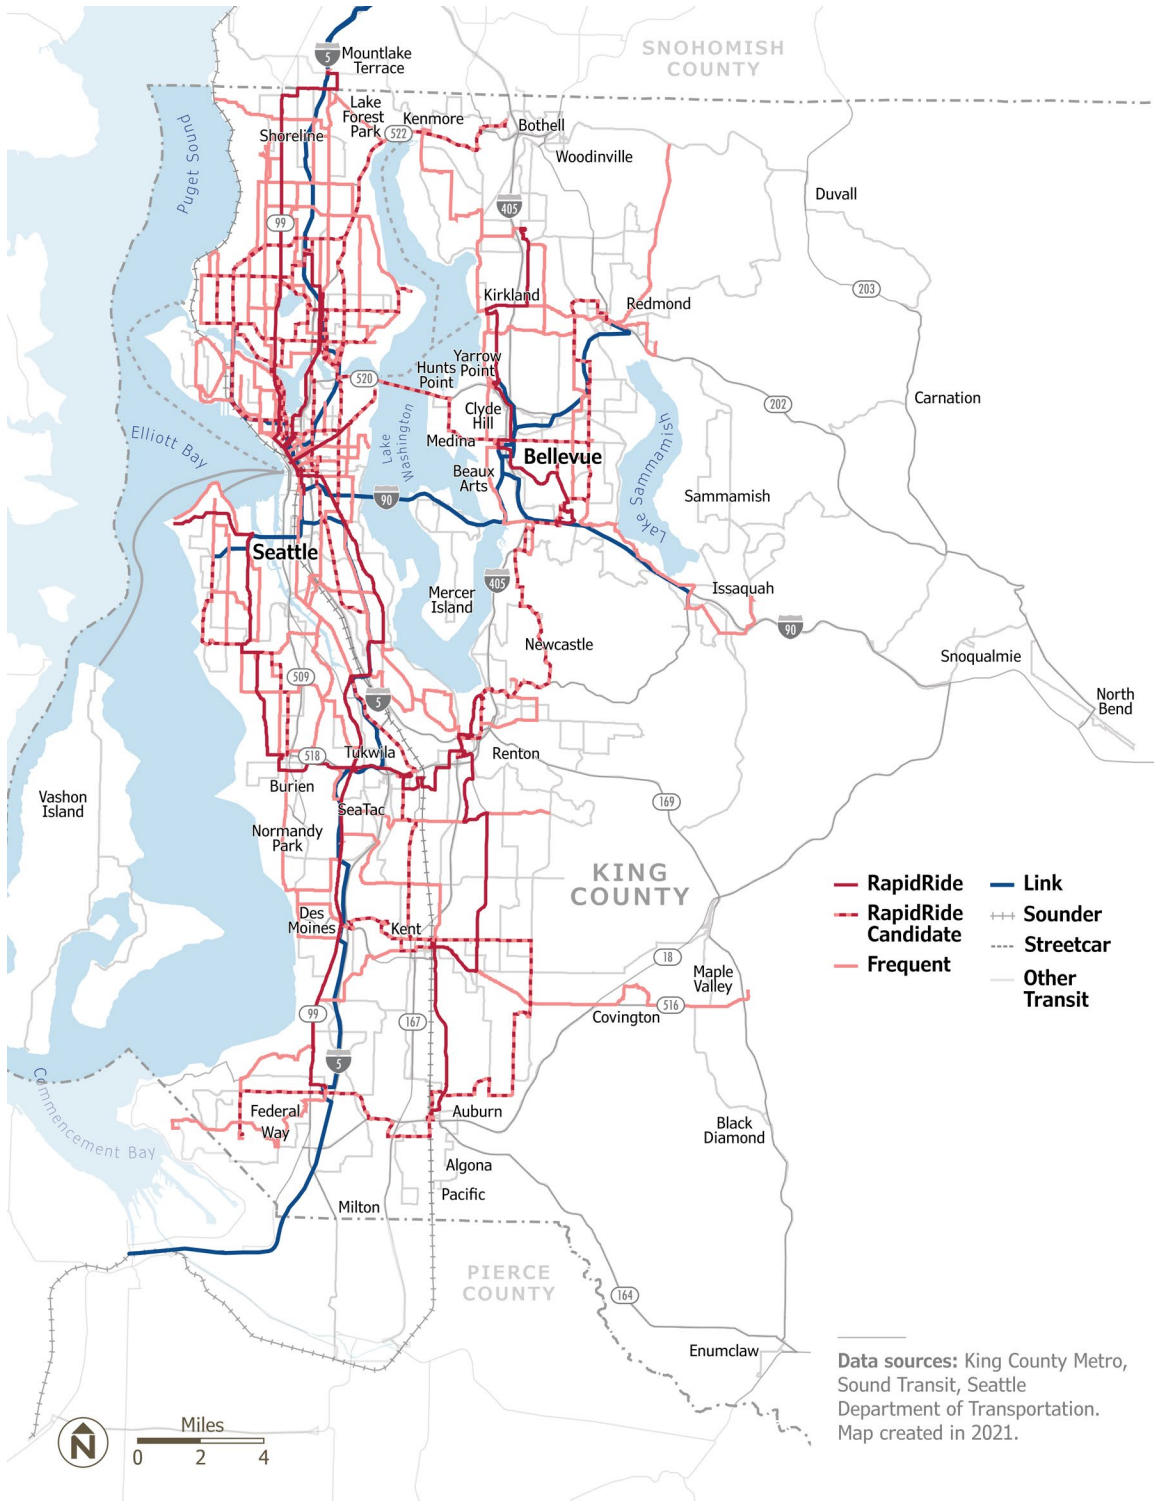 SNOHOMISH
COUNTY
5
Mountlake
Terrace
Lake
Forest
Park
Kenmore
522
Bothell
Shoreline
Woodinville
Puget Sound
Duvall
405
99
203
Kirkland
Redmond
Yarrow
Point
Hunts
Point
520
202
Carnation
Clyde
Hill
Elliott Bay
Lake
Washington
Medina
Bellevue
Beaux
Arts
Lake Sammamish
Sammamish
90
Seattle
405
Mercer
Island
Issaquah
90
Newcastle
Snoqualmie
509
5
North
Bend
518
Tukwila
Renton
Burien
Vashon
Island
SeaTac
169
Normandy
Park
KING
COUNTY
Des
Moines
Kent
18
Maple
Valley
99
167
516
Covington
5
Commencement Bay
Federal
Way
Auburn
Black
Diamond
Algona
Pacific
Milton
PIERCE
COUNTY
164
Enumclaw
RapidRide
RapidRide
Candidate
Frequent
Link
Sounder
Streetcar
Other
Transit
Data sources: King County Metro,
Sound Transit, Seattle
Department of Transportation.
Map created in 2021.
N
Miles
0 2 4